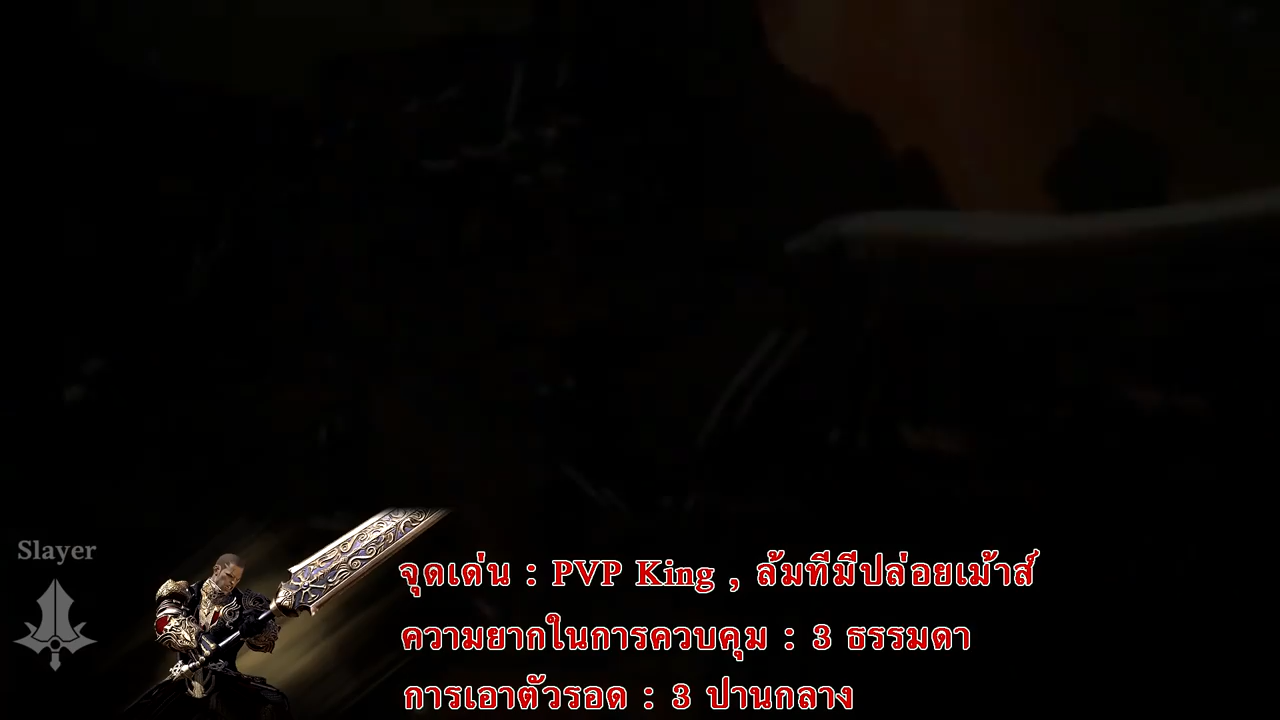 Slayer
จุดเด่น : PVP King , ล้มทีมีปล่อยเม้าส์
ความยากในการควบคุม : 3 ธรรมดา
การเอาตัวรอด : 3 ปานกลาง